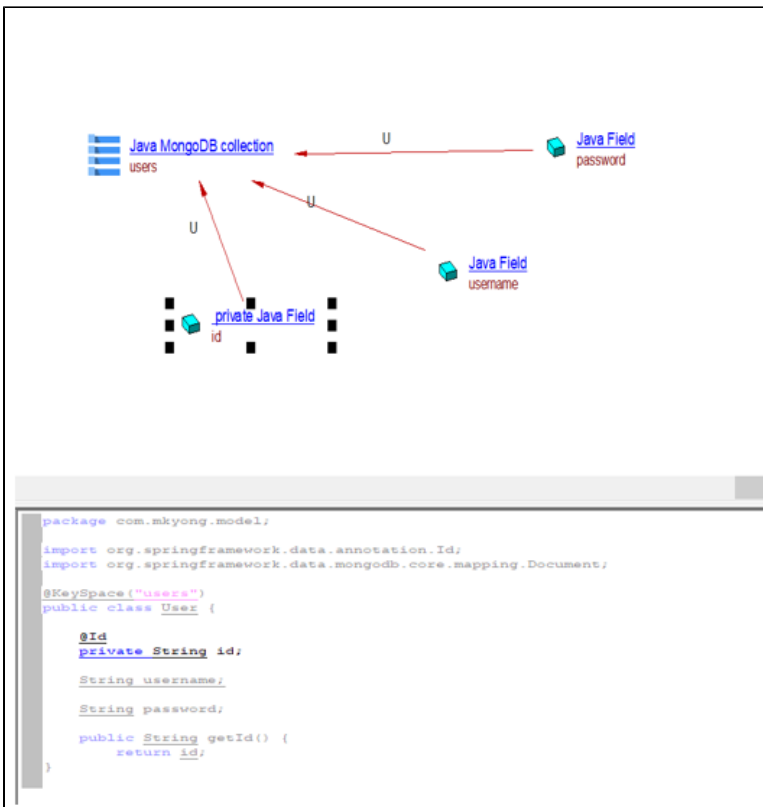 Java MongoDB collection
users
U
Java Field
password
U
U
Java Field
username
private Java Field
id
package com.mkyong.model;
import org.springframework.data.annotation.Id;
import org.springframework.data.mongodb.core.mapping.Document;
@KeySpace("users")
public class User {
@Id
private String id;
String username;
String password;
public String getId() {
return id;
}